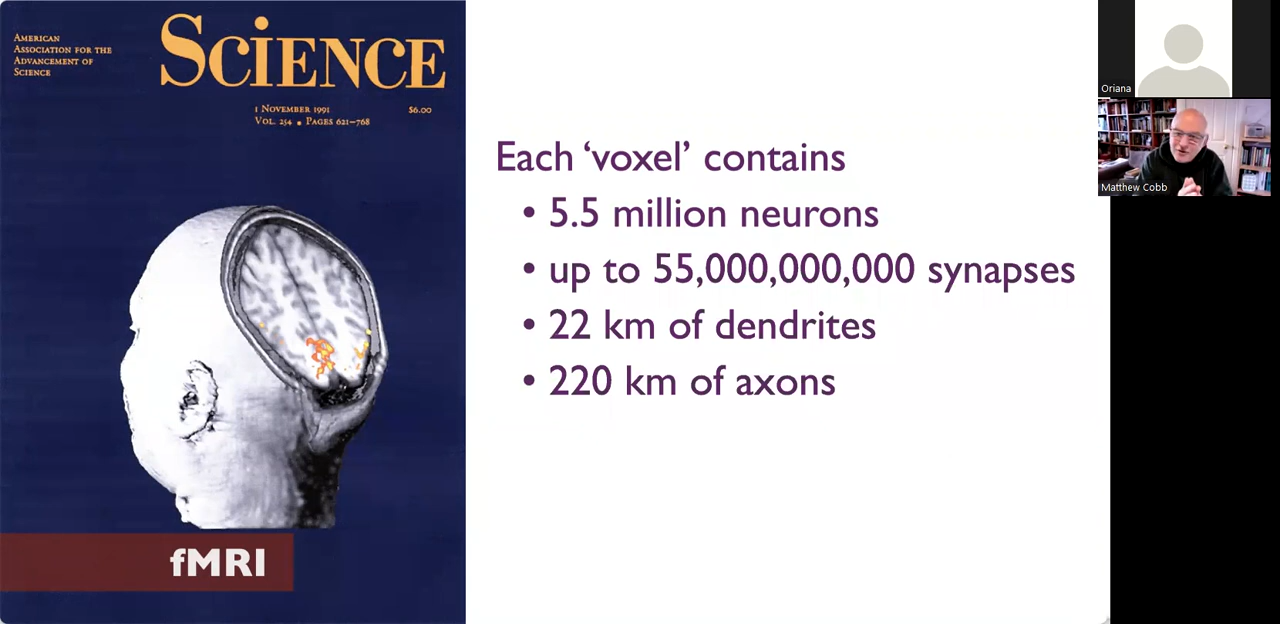 AMERICAN
ASSOCIATION FOR THE
ADVANCEMENT OF
SCIENCE
SCIENCE
1 NOVEMBER 1991
VOL. 254 ■ PAGES 621–768
$6.00
fMRI
Each ‘voxel’ contains
• 5.5 million neurons
• up to 55,000,000,000 synapses
• 22 km of dendrites
• 220 km of axons
Oriana
Matthew Cobb